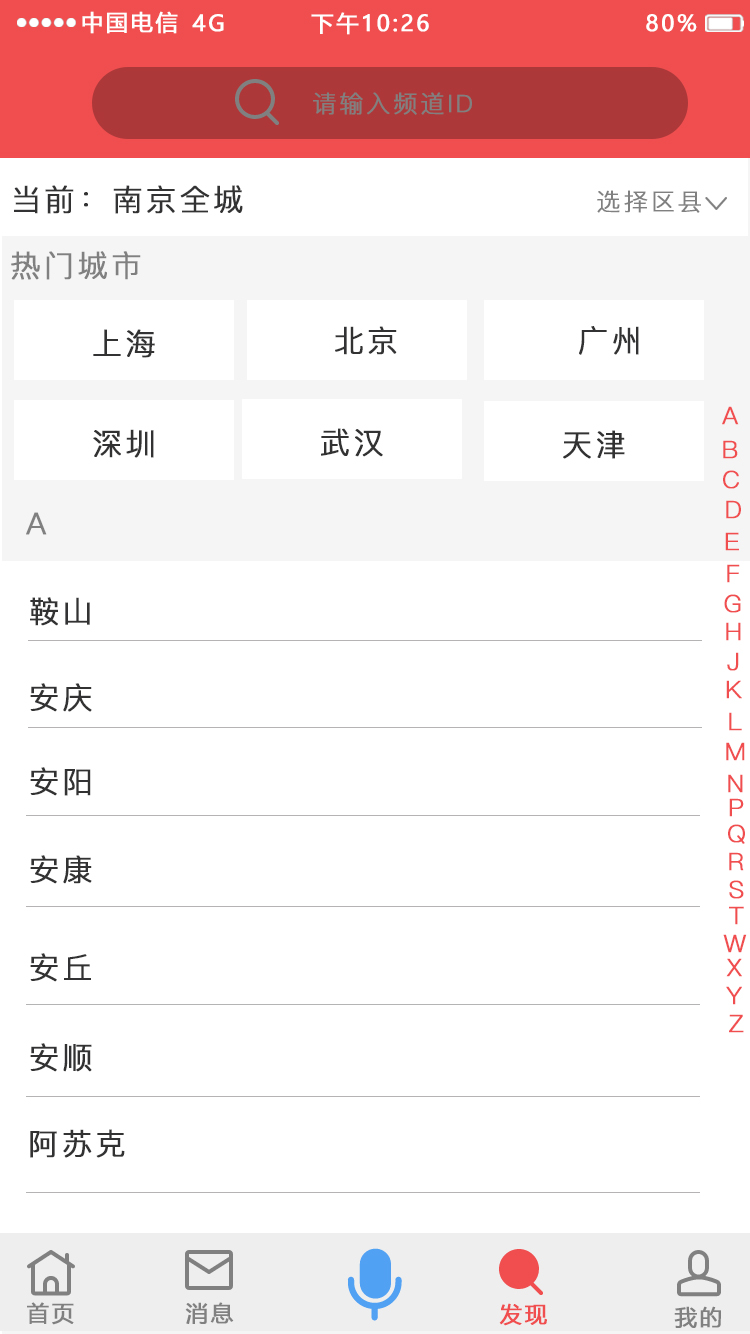 中国电信 4G 下午10:26 80%
请输入频道ID
当前：南京全城 选择区县
热门城市
上海 北京 广州
深圳 武汉 天津
A
鞍山
安庆
安阳
安康
安丘
安顺
阿苏克
A
B
C
D
E
F
G
H
J
K
L
M
N
P
Q
R
S
T
W
X
Y
Z
首页 消息 发现 我的